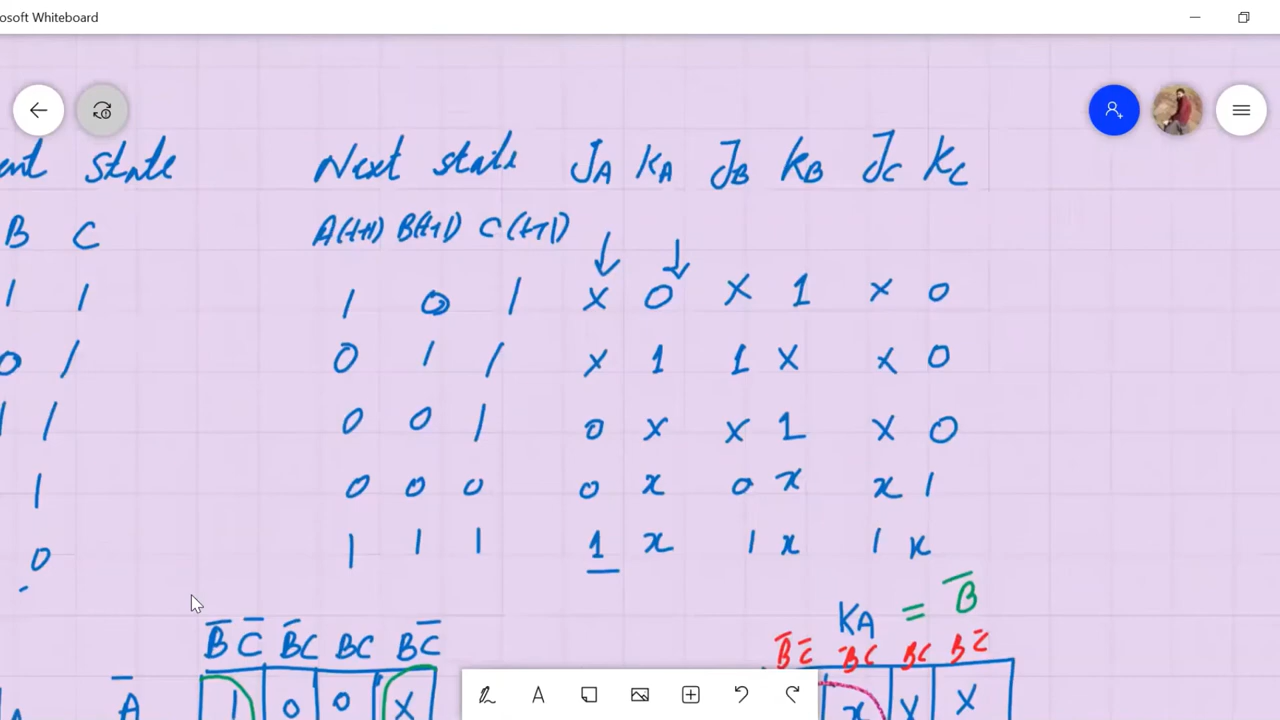 osoft Whiteboard
ent State Next state JA KA JB KB JC KC
B C A(t+1) B(t+1) C(t+1)
1 1 1 0 1 x 0 x 1 x 0
0 1 0 1 1 x 1 1 x x 0
1 1 0 0 1 0 x x 1 x 0
1 0 0 0 0 x 0 x x 1
0 1 1 1 1 x 1 x 1 x
KA = B̅
B̅ C̅ B̅C BC BC̅ B̅C̅ B̅C BC BC̅
A̅ 1 0 0 x x x x